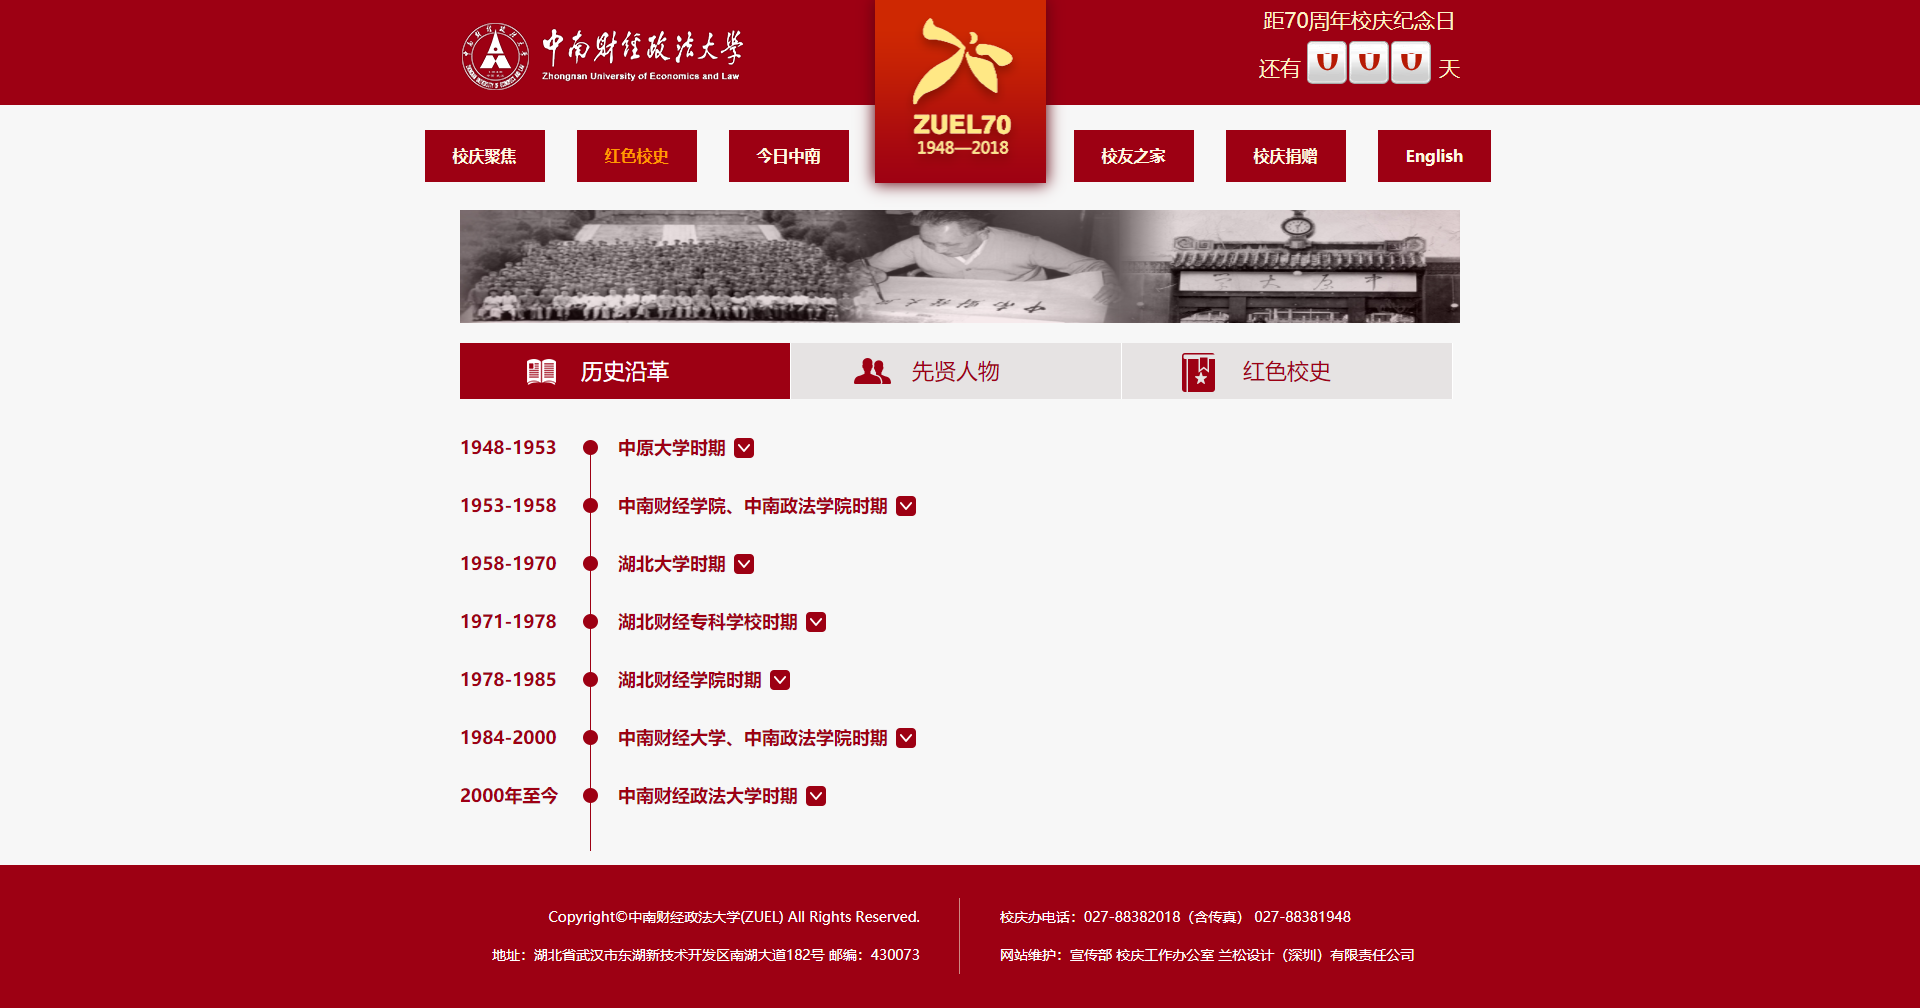 中南财经政法大学
Zhongnan University of Economics and Law
ZUEL70
1948—2018
距70周年校庆纪念日
还有 0 0 0 天
校庆聚焦
红色校史
今日中南
校友之家
校庆捐赠
English
中南财经大
学大原中
历史沿革
先贤人物
红色校史
1948-1953 中原大学时期
1953-1958 中南财经学院、中南政法学院时期
1958-1970 湖北大学时期
1971-1978 湖北财经专科学校时期
1978-1985 湖北财经学院时期
1984-2000 中南财经大学、中南政法学院时期
2000年至今 中南财经政法大学时期
Copyright©中南财经政法大学(ZUEL) All Rights Reserved.
地址：湖北省武汉市东湖新技术开发区南湖大道182号 邮编：430073
校庆办电话：027-88382018（含传真） 027-88381948
网站维护：宣传部 校庆工作办公室 兰松设计（深圳）有限责任公司